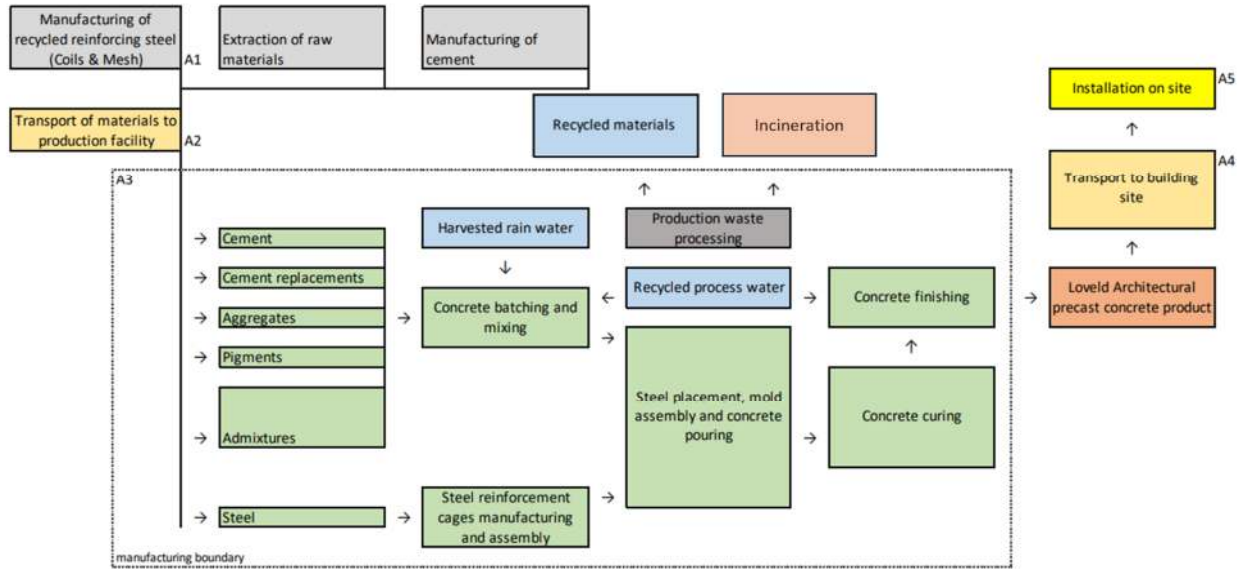 Manufacturing of
recycled reinforcing steel
(Coils & Mesh)
A1
Extraction of raw
materials
Manufacturing of
cement
Transport of materials to
production facility
A2
Recycled materials
Incineration
Installation on site
A5
Transport to building
site
A4
Loveld Architectural
precast concrete product
A3
Cement
Cement replacements
Aggregates
Pigments
Admixtures
Steel
Harvested rain water
Concrete batching and
mixing
Steel reinforcement
cages manufacturing
and assembly
Production waste
processing
Recycled process water
Steel placement, mold
assembly and concrete
pouring
Concrete finishing
Concrete curing
manufacturing boundary